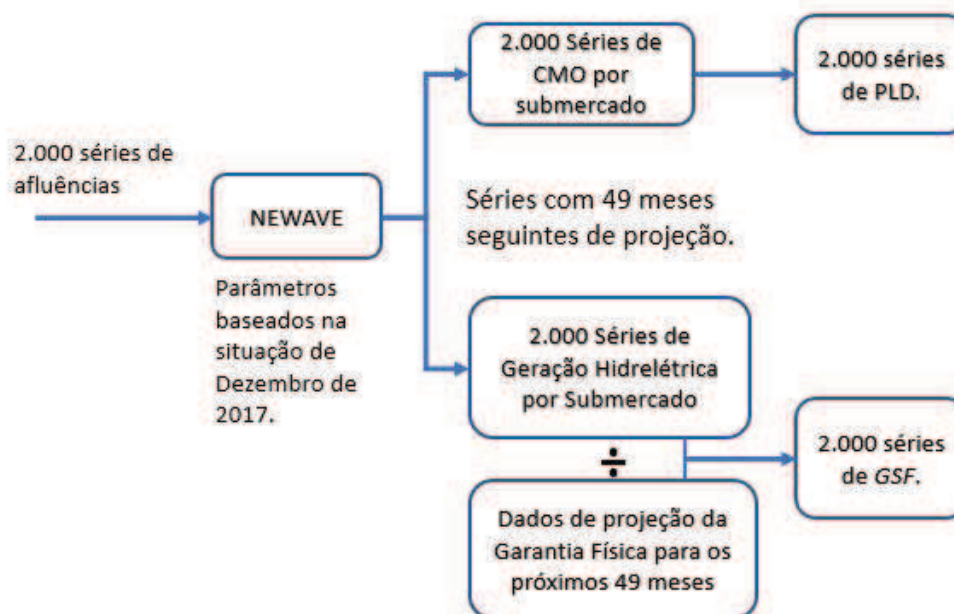 2.000 séries de
afluências
NEWAVE
Parâmetros
baseados na
situação de
Dezembro de
2017.
2.000 Séries de
CMO por
submercado
2.000 séries
de PLD.
Séries com 49 meses
seguintes de projeção.
2.000 Séries de
Geração Hidrelétrica
por Submercado
÷
Dados de projeção da
Garantia Física para os
próximos 49 meses
2.000 séries
de GSF.